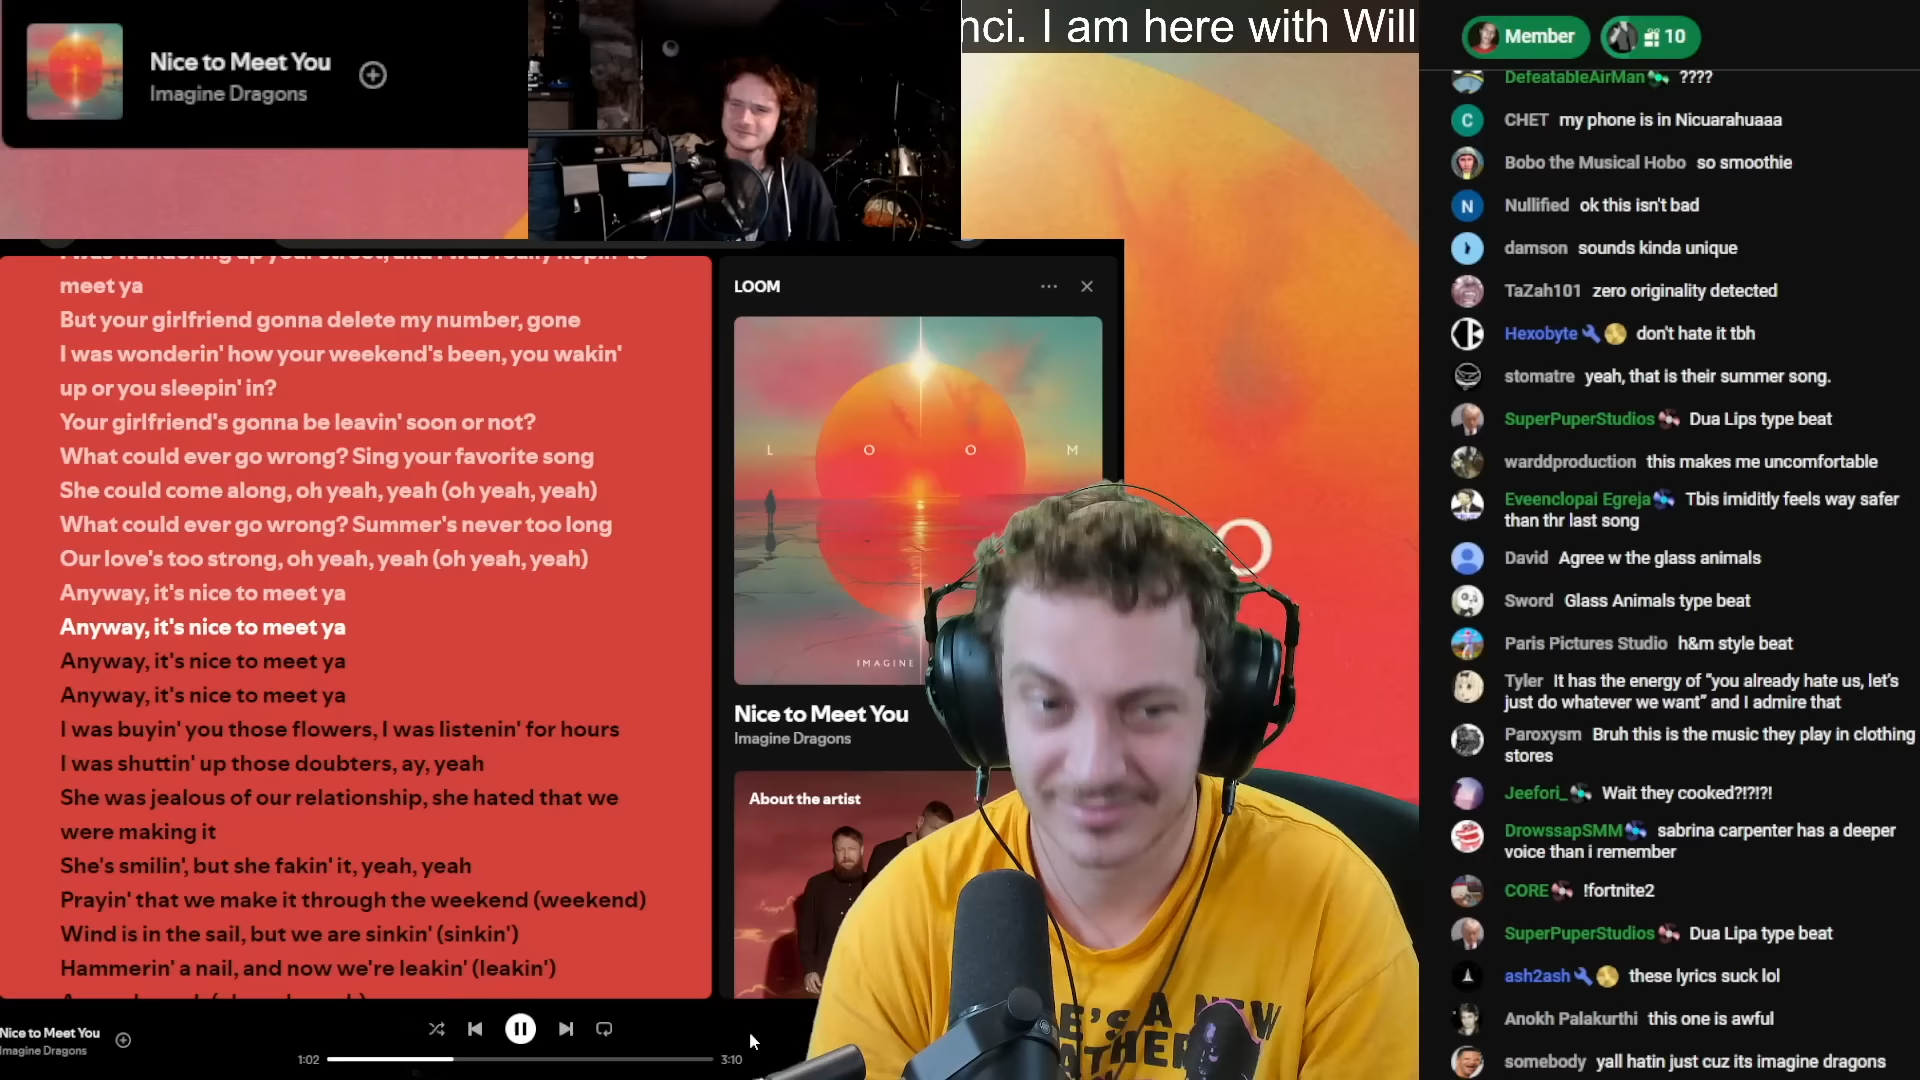 Nice to Meet You
Imagine Dragons
nci. I am here with Will
meet ya
But your girlfriend gonna delete my number, gone
I was wonderin' how your weekend's been, you wakin'
up or you sleepin' in?
Your girlfriend's gonna be leavin' soon or not?
What could ever go wrong? Sing your favorite song
She could come along, oh yeah, yeah (oh yeah, yeah)
What could ever go wrong? Summer's never too long
Our love's too strong, oh yeah, yeah (oh yeah, yeah)
Anyway, it's nice to meet ya
Anyway, it's nice to meet ya
Anyway, it's nice to meet ya
Anyway, it's nice to meet ya
I was buyin' you those flowers, I was listenin' for hours
I was shuttin' up those doubters, ay, yeah
She was jealous of our relationship, she hated that we
were making it
She's smilin', but she fakin' it, yeah, yeah
Prayin' that we make it through the weekend (weekend)
Wind is in the sail, but we are sinkin' (sinkin')
Hammerin' a nail, and now we're leakin' (leakin')
LOOM
L O O M
IMAGINE
Nice to Meet You
Imagine Dragons
About the artist
O
E'S A NEW
ATHER
Nice to Meet You
Imagine Dragons
1:02
3:10
Member
10
DefeatableAirMan ????
C CHET my phone is in Nicuarahuaaa
Bobo the Musical Hobo so smoothie
N Nullified ok this isn't bad
damson sounds kinda unique
TaZah101 zero originality detected
Hexobyte don't hate it tbh
stomatre yeah, that is their summer song.
SuperPuperStudios Dua Lips type beat
warddproduction this makes me uncomfortable
Eveenclopai Egreja Tbis imiditly feels way safer
than thr last song
David Agree w the glass animals
Sword Glass Animals type beat
Paris Pictures Studio h&m style beat
Tyler It has the energy of "you already hate us, let's
just do whatever we want" and I admire that
Paroxysm Bruh this is the music they play in clothing
stores
Jeefori_ Wait they cooked?!?!?!
DrowssapSMM sabrina carpenter has a deeper
voice than i remember
CORE !fortnite2
SuperPuperStudios Dua Lipa type beat
ash2ash these lyrics suck lol
Anokh Palakurthi this one is awful
somebody yall hatin just cuz its imagine dragons